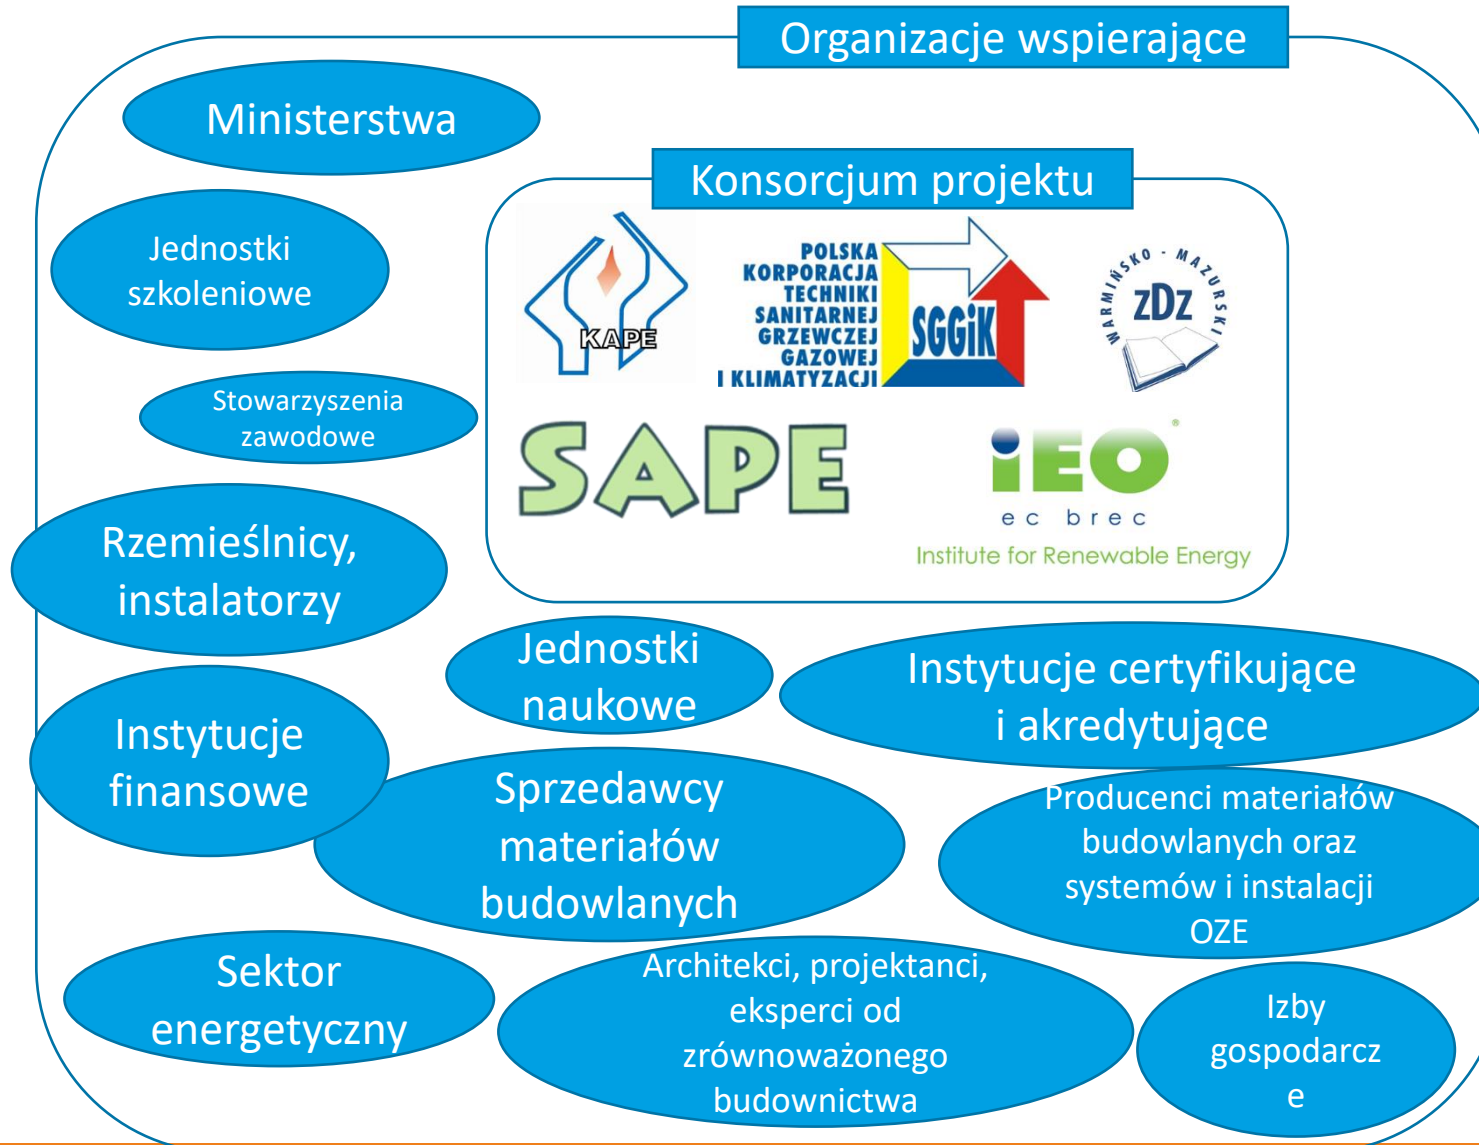 Organizacje wspierające
Ministerstwa
Konsorcjum projektu
Jednostki
szkoleniowe
KAPE
POLSKA
KORPORACJA
TECHNIKI
SANITARNEJ
GRZEWCZEJ
GAZOWEJ
I KLIMATYZACJI
SGGiK
WARMIŃSKO - MAZURSKI
ZDZ
Stowarzyszenia
zawodowe
SAPE
iEO®
ec brec
Institute for Renewable Energy
Rzemieślnicy,
instalatorzy
Jednostki
naukowe
Instytucje certyfikujące
i akredytujące
Instytucje
finansowe
Sprzedawcy
materiałów
budowlanych
Producenci materiałów
budowlanych oraz
systemów i instalacji
OZE
Sektor
energetyczny
Architekci, projektanci,
eksperci od
zrównoważonego
budownictwa
Izby
gospodarcz
e